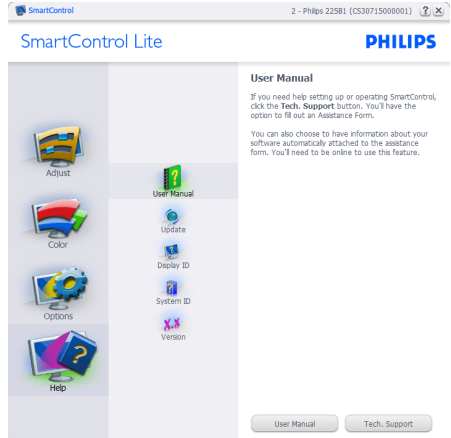 SmartControl
2 - Philips 225B1 (CS30715000001)
?
SmartControl Lite
PHILIPS
Adjust
Color
Options
Help
User Manual
Update
Display ID
System ID
X.X
Version
User Manual
If you need help setting up or operating SmartControl,
click the Tech. Support button. You'll have the
option to fill out an Assistance Form.
You can also choose to have information about your
software automatically attached to the assistance
form. You'll need to be online to use this feature.
User Manual
Tech. Support